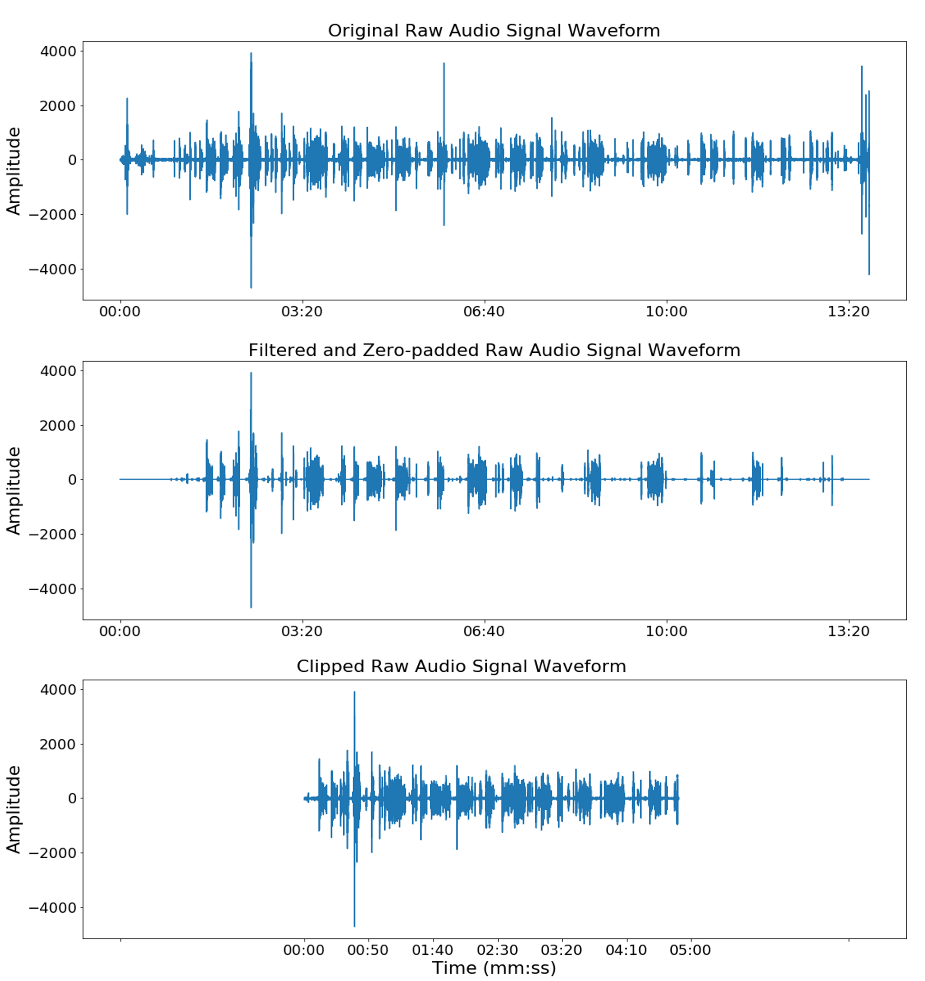 Original Raw Audio Signal Waveform
4000
2000
0
−2000
−4000
Amplitude
00:00 03:20 06:40 10:00 13:20
Filtered and Zero-padded Raw Audio Signal Waveform
4000
2000
0
−2000
−4000
Amplitude
00:00 03:20 06:40 10:00 13:20
Clipped Raw Audio Signal Waveform
4000
2000
0
−2000
−4000
Amplitude
00:00 00:50 01:40 02:30 03:20 04:10 05:00
Time (mm:ss)